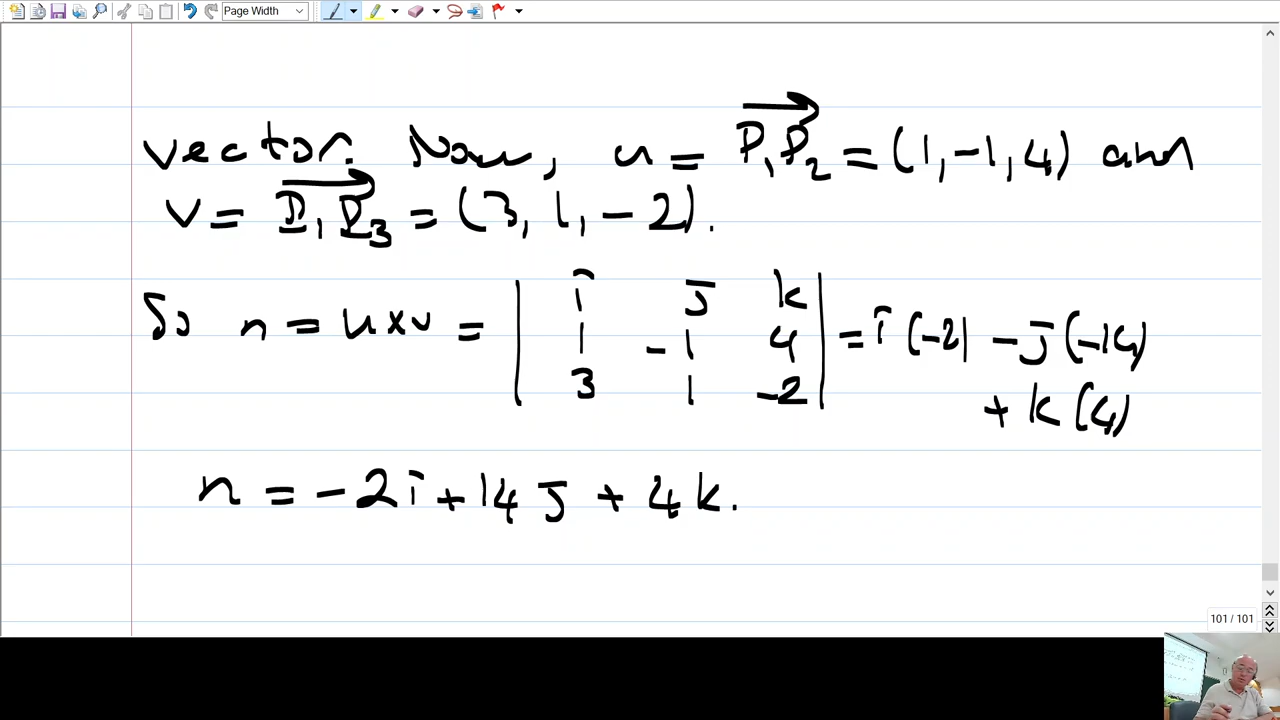 Page Width
vector. Now, u = P₁P₂ = (1, -1, 4) and
v = P₁P₃ = (3, 1, -2).
So n = u×v = | i j k | = i (-2) - j (-14)
1 -1 4
3 1 -2
+ k (4)
n = -2i + 14j + 4k.
101 / 101